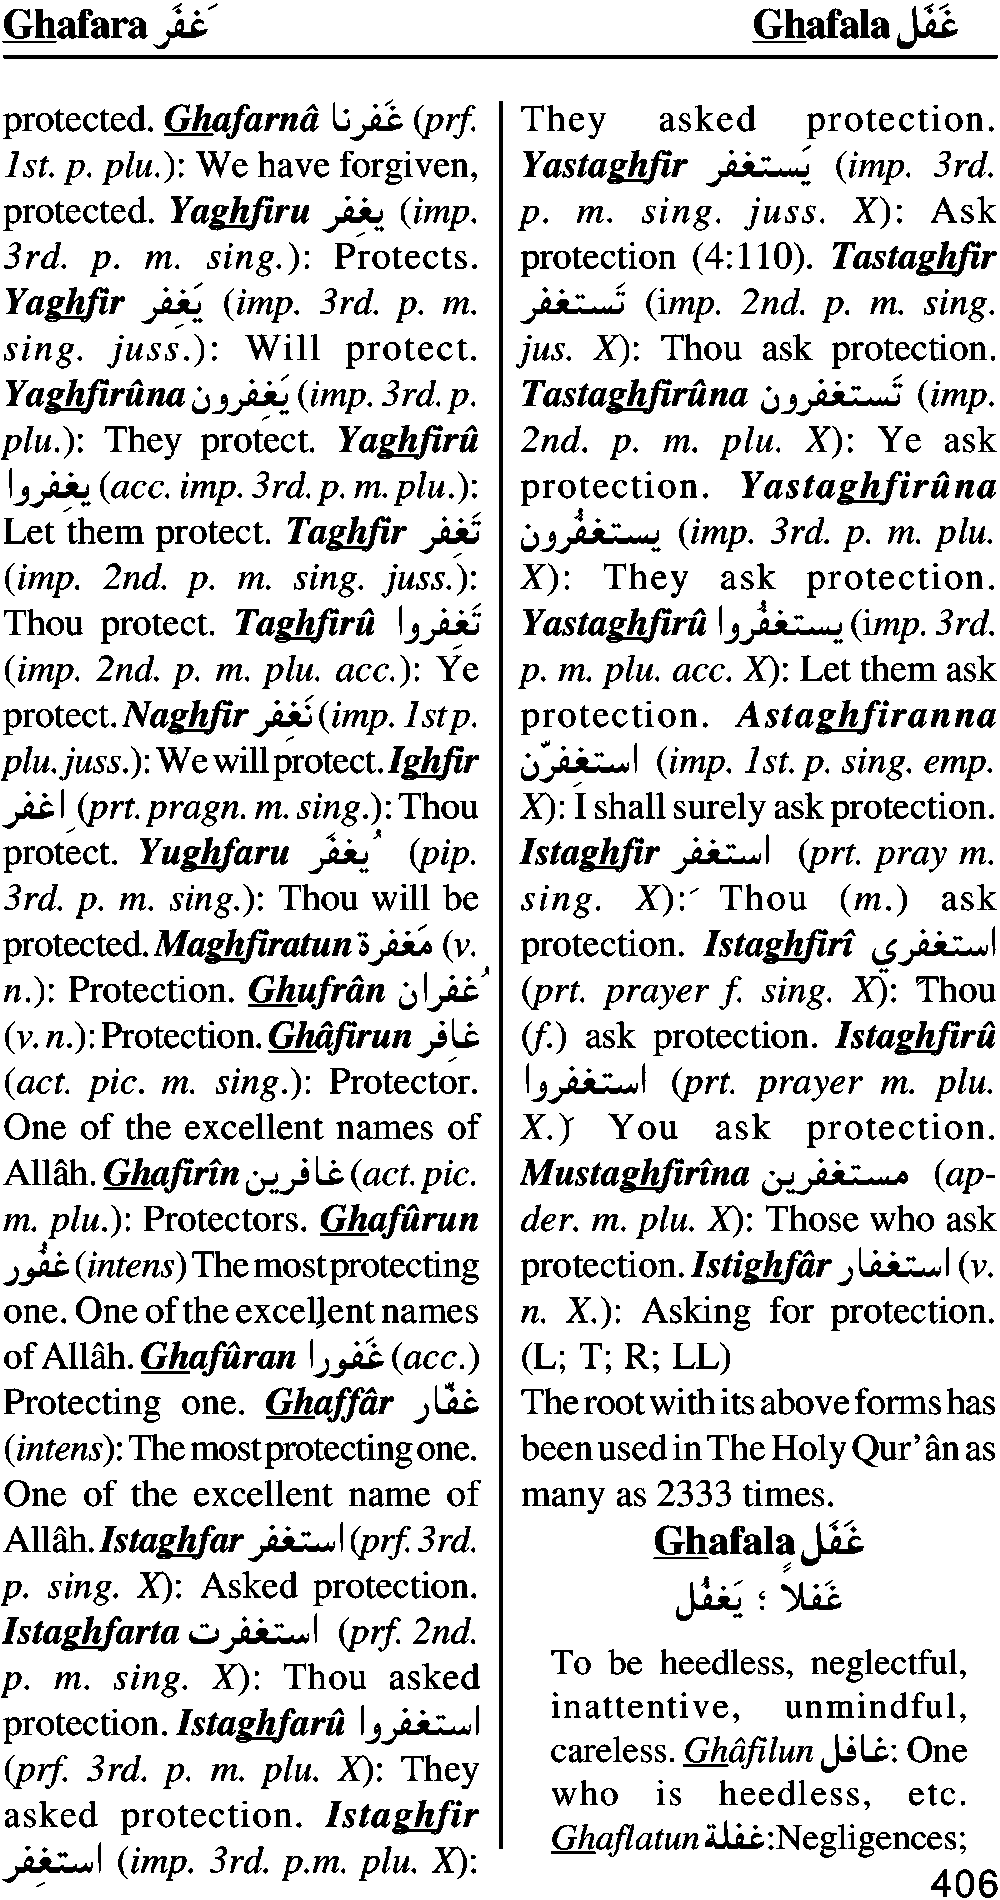 Ghafara غفَرَ
Ghafala غَفَل
protected. Ghafarnâ غَفَرنا (prf.
1st. p. plu.): We have forgiven,
protected. Yaghfiru يغفِر (imp.
3rd. p. m. sing.): Protects.
Yaghfir يَغفِر (imp. 3rd. p. m.
sing. juss.): Will protect.
Yaghfirûna يَغفِرون (imp. 3rd. p.
plu.): They protect. Yaghfirû
يغفِروا (acc. imp. 3rd. p. m. plu.):
Let them protect. Taghfir تَغفِر
(imp. 2nd. p. m. sing. juss.):
Thou protect. Taghfirû تَغفِروا
(imp. 2nd. p. m. plu. acc.): Ye
protect. Naghfir نَغفِر (imp. 1st p.
plu. juss.): We will protect. Ighfir
اِغفر (prt. pragn. m. sing.): Thou
protect. Yughfaru يُغفَر (pip.
3rd. p. m. sing.): Thou will be
protected. Maghfiratun مَغفرة (v.
n.): Protection. Ghufrân غُفران
(v. n.): Protection. Ghâfirun غافِر
(act. pic. m. sing.): Protector.
One of the excellent names of
Allâh. Ghafirîn غافرين (act. pic.
m. plu.): Protectors. Ghafûrun
غفُور (intens) The most protecting
one. One of the excellent names
of Allâh. Ghafûran غَفُورا (acc.)
Protecting one. Ghaffâr غفّار
(intens): The most protecting one.
One of the excellent name of
Allâh. Istaghfar استغفر (prf. 3rd.
p. sing. X): Asked protection.
Istaghfarta استغفرت (prf. 2nd.
p. m. sing. X): Thou asked
protection. Istaghfarû استغفروا
(prf. 3rd. p. m. plu. X): They
asked protection. Istaghfir
استغفِر (imp. 3rd. p.m. plu. X):
They asked protection.
Yastaghfir يَستغفر (imp. 3rd.
p. m. sing. juss. X): Ask
protection (4:110). Tastaghfir
تَستغفر (imp. 2nd. p. m. sing.
jus. X): Thou ask protection.
Tastaghfirûna تَستغفرون (imp.
2nd. p. m. plu. X): Ye ask
protection. Yastaghfirûna
يستغفُرون (imp. 3rd. p. m. plu.
X): They ask protection.
Yastaghfirû يستغفُروا (imp. 3rd.
p. m. plu. acc. X): Let them ask
protection. Astaghfiranna
استغفِرّن (imp. 1st. p. sing. emp.
X): I shall surely ask protection.
Istaghfir استغفر (prt. pray m.
sing. X): Thou (m.) ask
protection. Istaghfirî استغفري
(prt. prayer f. sing. X): Thou
(f.) ask protection. Istaghfirû
استغفروا (prt. prayer m. plu.
X.) You ask protection.
Mustaghfirîna مستغفرين (ap-
der. m. plu. X): Those who ask
protection. Istighfâr استغفار (v.
n. X.): Asking for protection.
(L; T; R; LL)
The root with its above forms has
been used in The Holy Qur’ân as
many as 2333 times.
Ghafala غَفَل
غَفلاً ؛ يَغفُل
To be heedless, neglectful,
inattentive, unmindful,
careless. Ghâfilun غافل: One
who is heedless, etc.
Ghaflatun غفلة:Negligences;
406